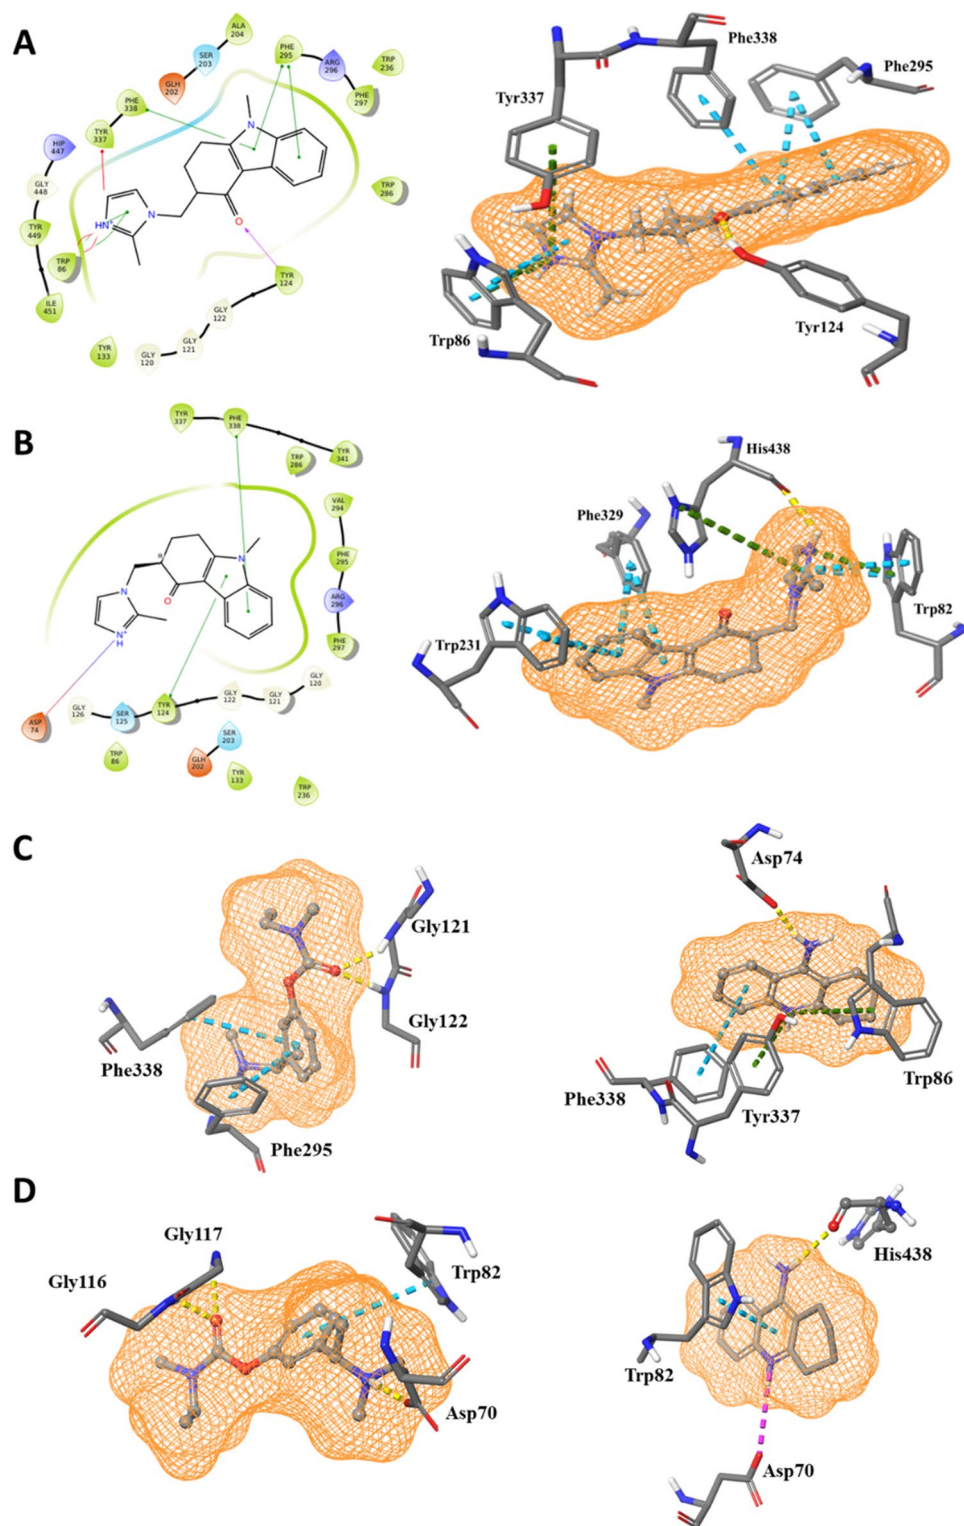 A
ALA
204
SER
203
GLH
202
PHE
295
ARG
296
TRP
236
PHE
297
PHE
338
TYR
337
HIP
447
GLY
448
TYR
449
TRP
86
ILE
451
TYR
133
GLY
120
GLY
121
GLY
122
TYR
124
TRP
286
N
N
HN+
O
Phe338
Phe295
Tyr337
Trp86
Tyr124
B
TYR
337
PHE
338
TRP
286
TYR
341
VAL
294
PHE
295
ARG
296
PHE
297
GLY
120
GLY
121
GLY
122
TYR
124
SER
125
GLY
126
ASP
74
TRP
86
SER
203
GLH
202
TYR
133
TRP
236
H
N
N
O
N+
H
His438
Phe329
Trp231
Trp82
C
Gly121
Gly122
Phe338
Phe295
Asp74
Phe338
Tyr337
Trp86
D
Gly117
Gly116
Trp82
Asp70
His438
Trp82
Asp70